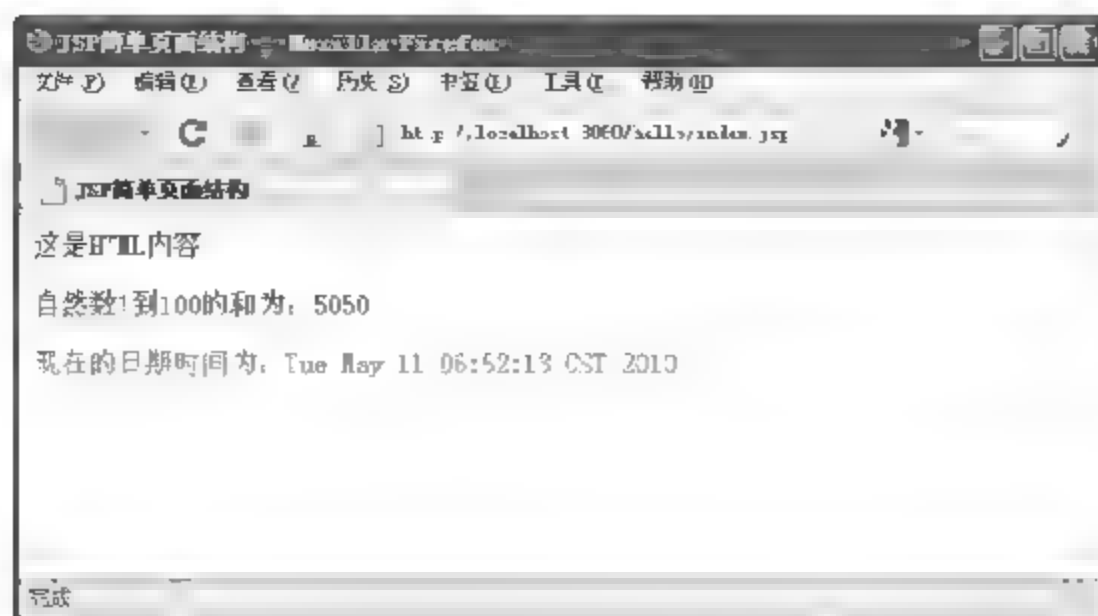 JSP简单页面结构 - Mozilla Firefox
文件(F) 编辑(E) 查看(V) 历史(S) 书签(B) 工具(T) 帮助(H)
JSP简单页面结构
这是HTML内容
自然数1到100的和为：5050
现在的日期时间为：Tue May 11 06:52:13 CST 2010
完成